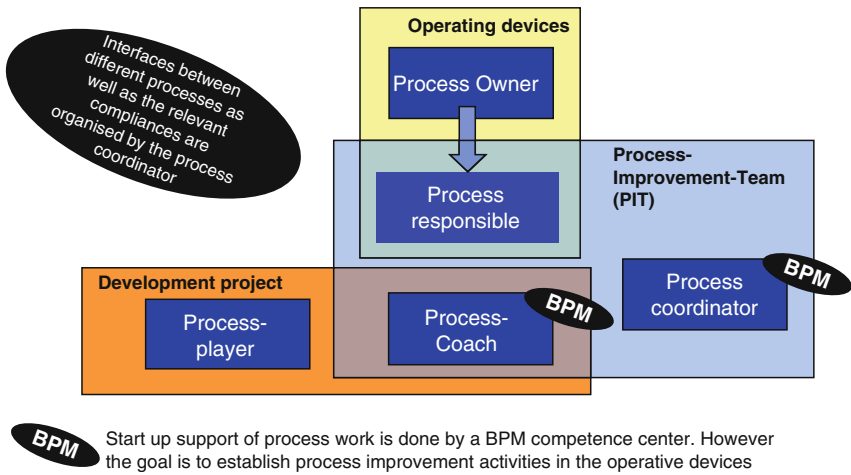 Operating devices
Process Owner
Interfaces between
different processes as
well as the relevant
compliances are
organised by the process
coordinator
Process-
Improvement-Team
(PIT)
Process
responsible
Development project
Process-
player
Process-
Coach
BPM
Process
coordinator
BPM
BPM
Start up support of process work is done by a BPM competence center. However
the goal is to establish process improvement activities in the operative devices